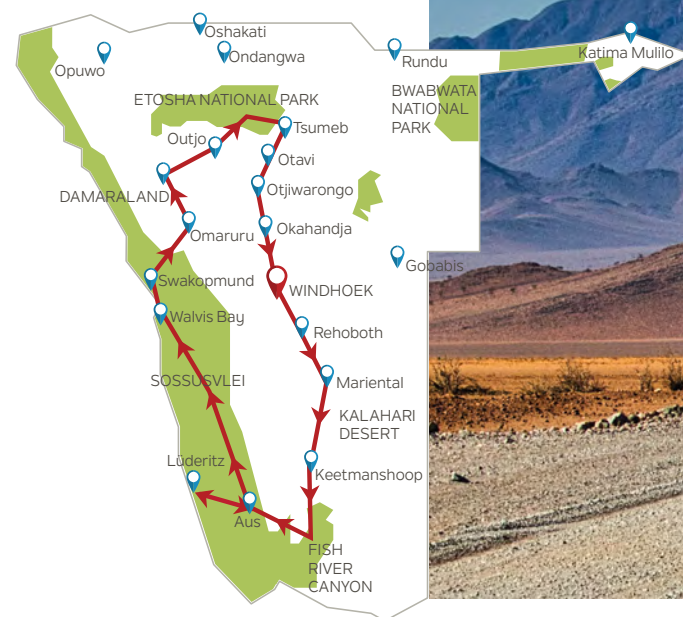 Oshakati
Ondangwa
Opuwo
Rundu
Katima Mulilo
ETOSHA NATIONAL PARK
BWABWATA
NATIONAL
PARK
Tsumeb
Outjo
Otavi
DAMARALAND
Otjiwarongo
Omaruru
Okahandja
Gobabis
Swakopmund
WINDHOEK
Walvis Bay
Rehoboth
SOSSUSVLEI
Mariental
KALAHARI
DESERT
Lüderitz
Keetmanshoop
Aus
FISH
RIVER
CANYON